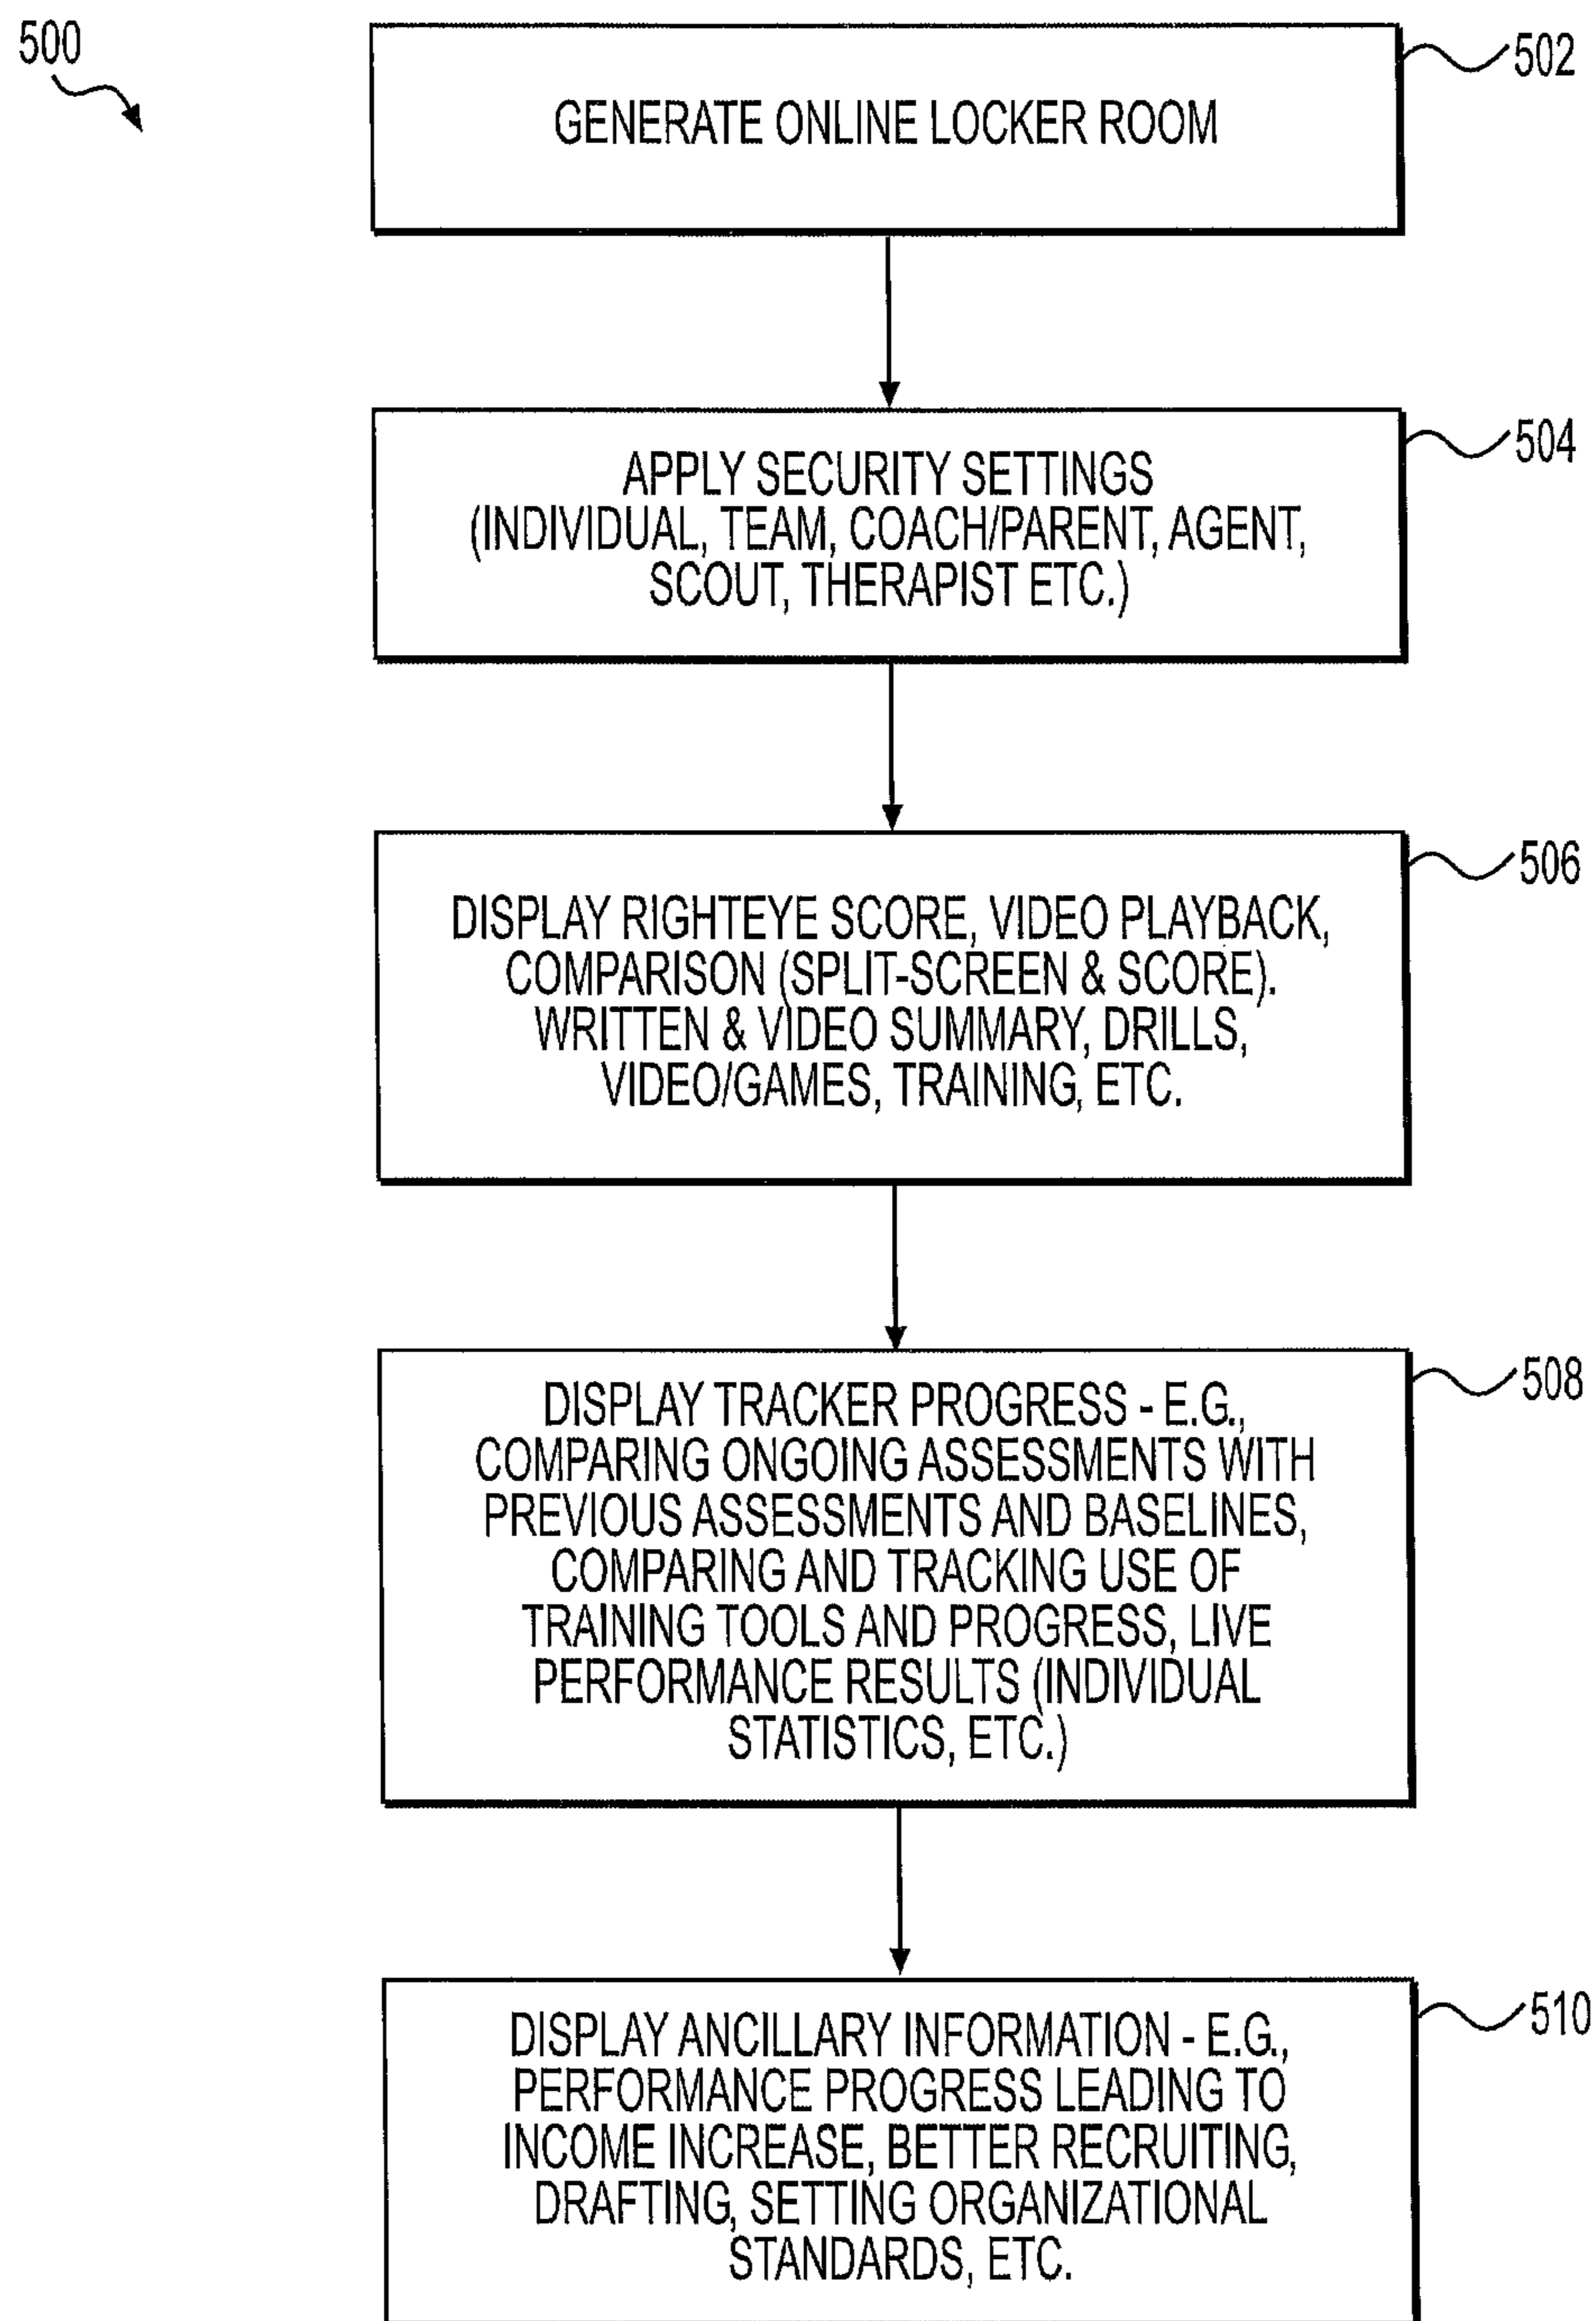 500
502
GENERATE ONLINE LOCKER ROOM
504
APPLY SECURITY SETTINGS
(INDIVIDUAL, TEAM, COACH/PARENT, AGENT,
SCOUT, THERAPIST ETC.)
506
DISPLAY RIGHTEYE SCORE, VIDEO PLAYBACK,
COMPARISON (SPLIT-SCREEN & SCORE).
WRITTEN & VIDEO SUMMARY, DRILLS,
VIDEO/GAMES, TRAINING, ETC.
508
DISPLAY TRACKER PROGRESS - E.G.,
COMPARING ONGOING ASSESSMENTS WITH
PREVIOUS ASSESSMENTS AND BASELINES,
COMPARING AND TRACKING USE OF
TRAINING TOOLS AND PROGRESS, LIVE
PERFORMANCE RESULTS (INDIVIDUAL
STATISTICS, ETC.)
510
DISPLAY ANCILLARY INFORMATION - E.G.,
PERFORMANCE PROGRESS LEADING TO
INCOME INCREASE, BETTER RECRUITING,
DRAFTING, SETTING ORGANIZATIONAL
STANDARDS, ETC.